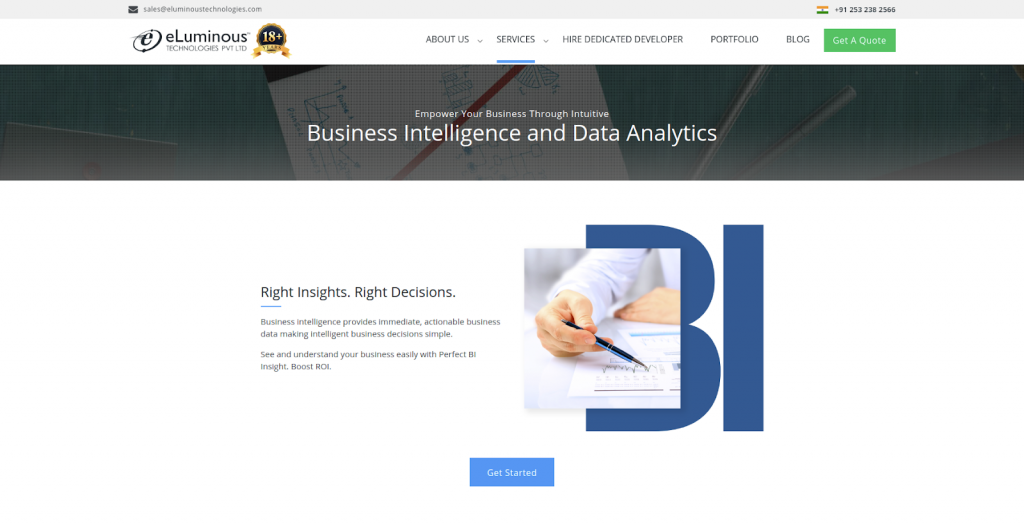 sales@eluminoustechnologies.com
+91 253 238 2566
eLuminous™
TECHNOLOGIES PVT LTD
18+
YEARS
ABOUT US
SERVICES
HIRE DEDICATED DEVELOPER
PORTFOLIO
BLOG
Get A Quote
Empower Your Business Through Intuitive
Business Intelligence and Data Analytics
Right Insights. Right Decisions.
Business intelligence provides immediate, actionable business
data making intelligent business decisions simple.
See and understand your business easily with Perfect BI
Insight. Boost ROI.
BI
Get Started